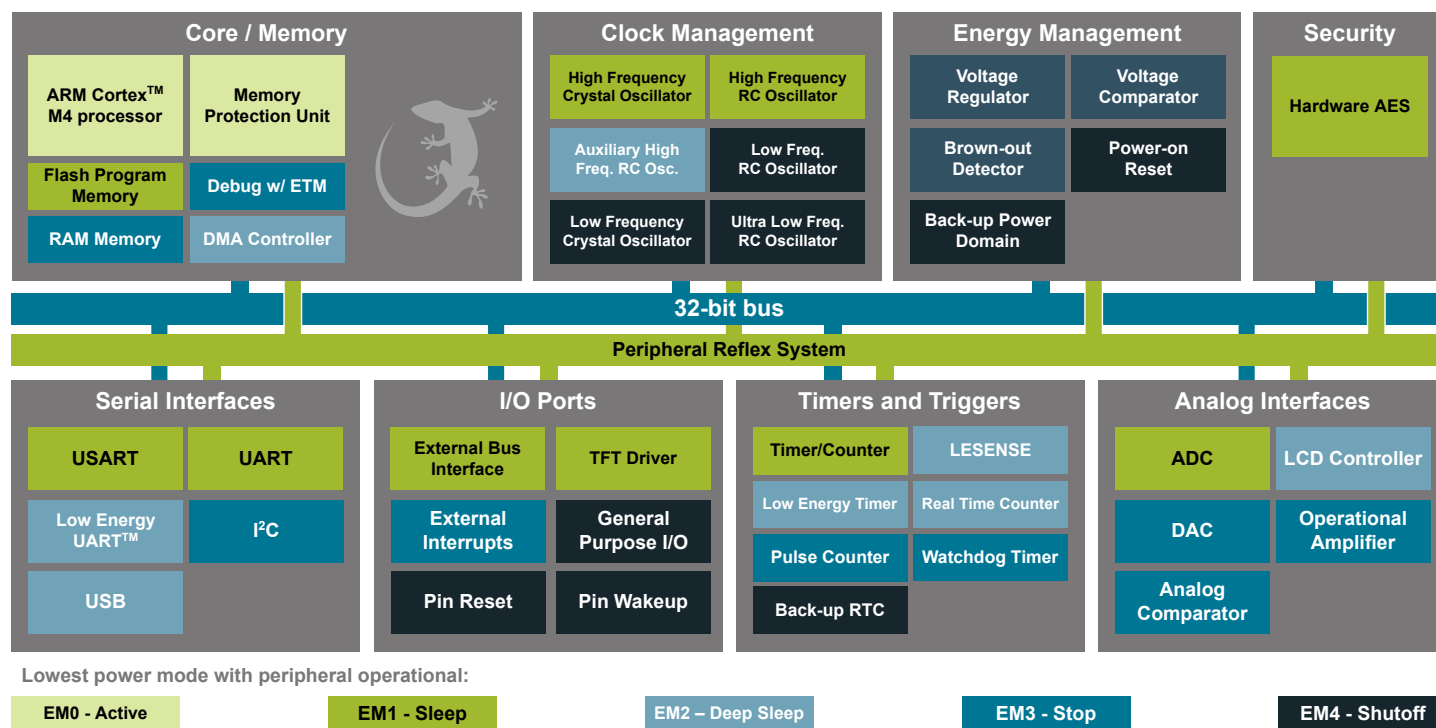 Core / Memory
ARM Cortex™
M4 processor
Memory
Protection Unit
Flash Program
Memory
Debug w/ ETM
RAM Memory
DMA Controller
Clock Management
High Frequency
Crystal Oscillator
High Frequency
RC Oscillator
Auxiliary High
Freq. RC Osc.
Low Freq.
RC Oscillator
Low Frequency
Crystal Oscillator
Ultra Low Freq.
RC Oscillator
Energy Management
Voltage
Regulator
Voltage
Comparator
Brown-out
Detector
Power-on
Reset
Back-up Power
Domain
Security
Hardware AES
32-bit bus
Peripheral Reflex System
Serial Interfaces
USART
UART
Low Energy
UART™
I²C
USB
I/O Ports
External Bus
Interface
TFT Driver
External
Interrupts
General
Purpose I/O
Pin Reset
Pin Wakeup
Timers and Triggers
Timer/Counter
LESENSE
Low Energy Timer
Real Time Counter
Pulse Counter
Watchdog Timer
Back-up RTC
Analog Interfaces
ADC
LCD Controller
DAC
Operational
Amplifier
Analog
Comparator
Lowest power mode with peripheral operational:
EM0 - Active
EM1 - Sleep
EM2 – Deep Sleep
EM3 - Stop
EM4 - Shutoff